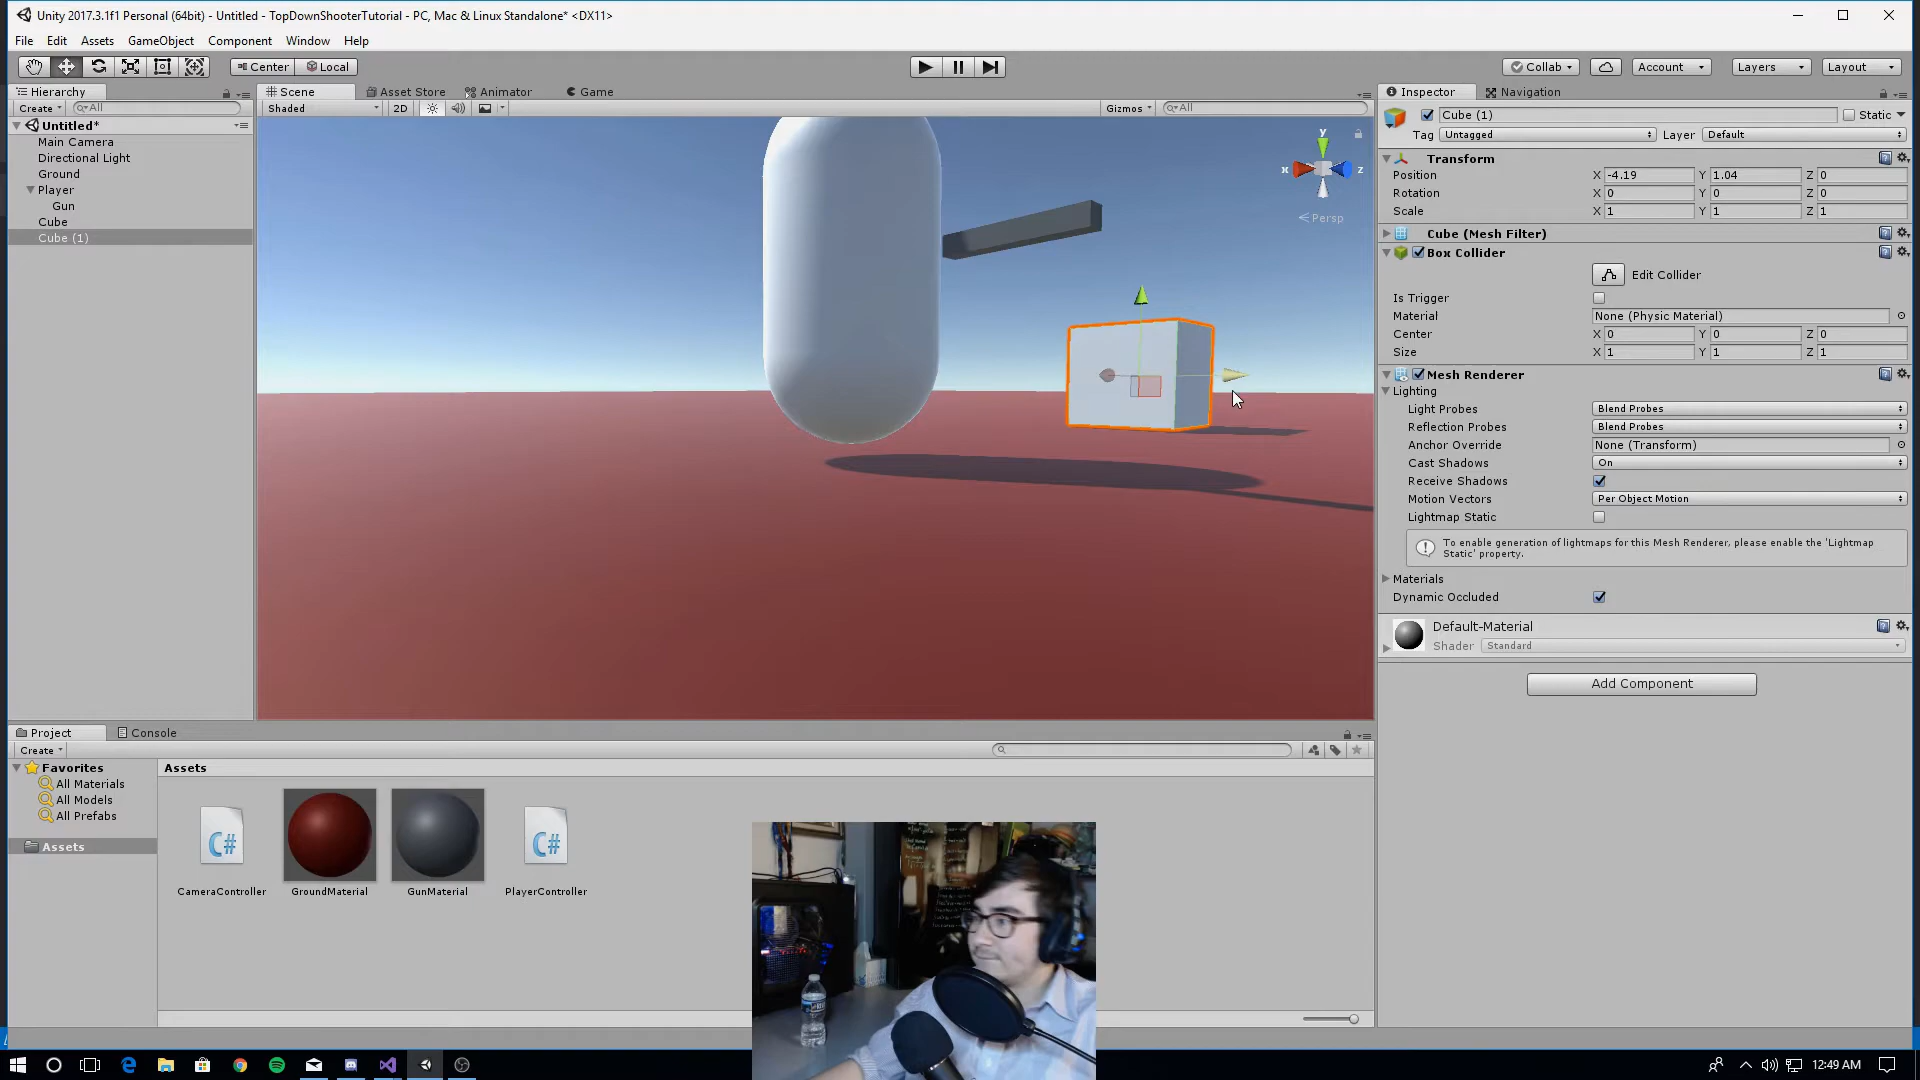 Unity 2017.3.1f1 Personal (64bit) - Untitled - TopDownShooterTutorial - PC, Mac & Linux Standalone* <DX11>
File Edit Assets GameObject Component Window Help
Center Local Collab Account Layers Layout
Hierarchy Scene Asset Store Animator Game Inspector Navigation
Create All Shaded 2D Gizmos All
Untitled*
Main Camera
Directional Light
Ground
Player
Gun
Cube
Cube (1)
y
x z
Persp
Cube (1) Static
Tag Untagged Layer Default
Transform
Position X -4.19 Y 1.04 Z 0
Rotation X 0 Y 0 Z 0
Scale X 1 Y 1 Z 1
Cube (Mesh Filter)
Box Collider
Edit Collider
Is Trigger
Material None (Physic Material)
Center X 0 Y 0 Z 0
Size X 1 Y 1 Z 1
Mesh Renderer
Lighting
Light Probes Blend Probes
Reflection Probes Blend Probes
Anchor Override None (Transform)
Cast Shadows On
Receive Shadows
Motion Vectors Per Object Motion
Lightmap Static
To enable generation of lightmaps for this Mesh Renderer, please enable the 'Lightmap
Static' property.
Materials
Dynamic Occluded
Default-Material
Shader Standard
Add Component
Project Console
Create
Favorites
All Materials
All Models
All Prefabs
Assets
Assets
C# C#
CameraController GroundMaterial GunMaterial PlayerController
12:49 AM